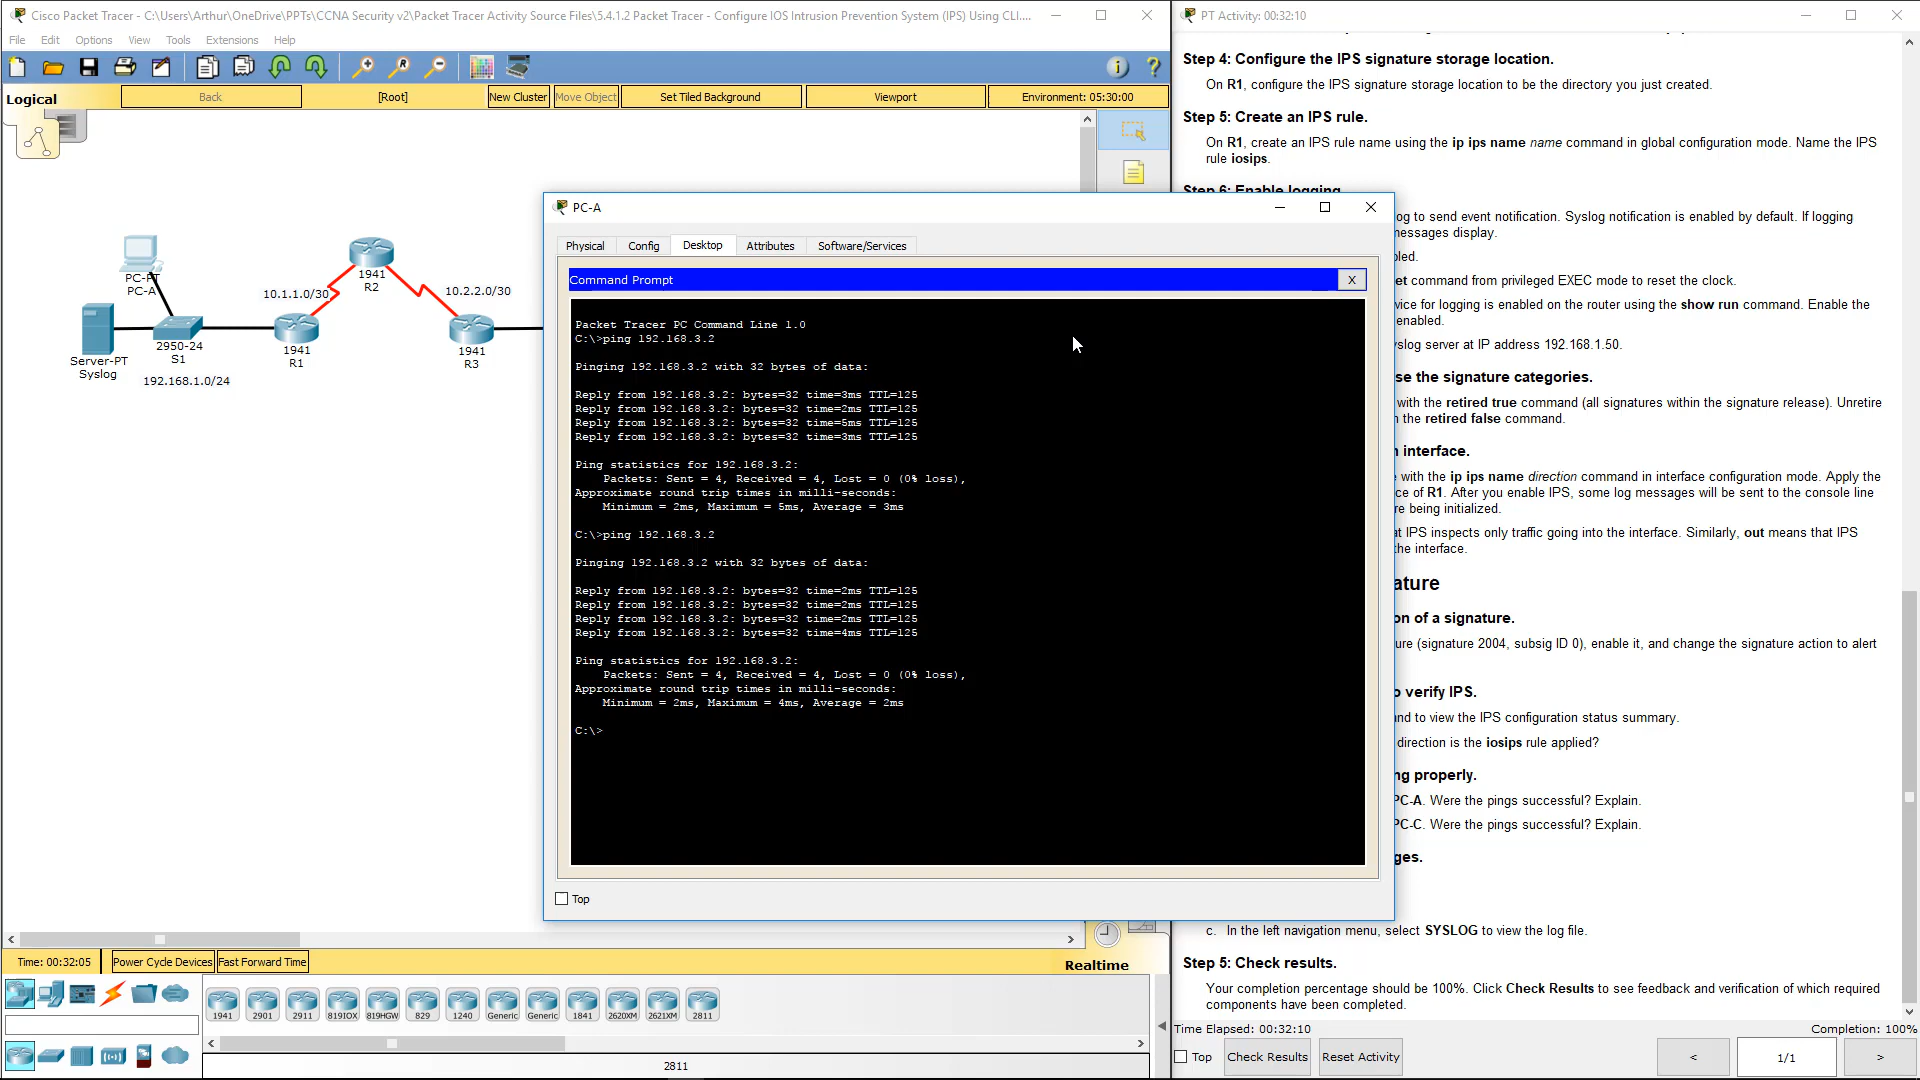 Cisco Packet Tracer - C:\Users\Arthur\OneDrive\PPTs\CCNA Security v2\Packet Tracer Activity Source Files\5.4.1.2 Packet Tracer - Configure IOS Intrusion Prevention System (IPS) Using CLI....
File Edit Options View Tools Extensions Help
Logical
Back
[Root]
New Cluster
Move Object
Set Tiled Background
Viewport
Environment: 05:30:00
PC-PT
PC-A
Server-PT
Syslog
2950-24
S1
192.168.1.0/24
10.1.1.0/30
1941
R1
1941
R2
10.2.2.0/30
1941
R3
PC-A
Physical
Config
Desktop
Attributes
Software/Services
Command Prompt
X
Packet Tracer PC Command Line 1.0
C:\>ping 192.168.3.2
Pinging 192.168.3.2 with 32 bytes of data:
Reply from 192.168.3.2: bytes=32 time=3ms TTL=125
Reply from 192.168.3.2: bytes=32 time=2ms TTL=125
Reply from 192.168.3.2: bytes=32 time=5ms TTL=125
Reply from 192.168.3.2: bytes=32 time=3ms TTL=125
Ping statistics for 192.168.3.2:
Packets: Sent = 4, Received = 4, Lost = 0 (0% loss),
Approximate round trip times in milli-seconds:
Minimum = 2ms, Maximum = 5ms, Average = 3ms
C:\>ping 192.168.3.2
Pinging 192.168.3.2 with 32 bytes of data:
Reply from 192.168.3.2: bytes=32 time=2ms TTL=125
Reply from 192.168.3.2: bytes=32 time=2ms TTL=125
Reply from 192.168.3.2: bytes=32 time=2ms TTL=125
Reply from 192.168.3.2: bytes=32 time=4ms TTL=125
Ping statistics for 192.168.3.2:
Packets: Sent = 4, Received = 4, Lost = 0 (0% loss),
Approximate round trip times in milli-seconds:
Minimum = 2ms, Maximum = 4ms, Average = 2ms
C:\>
Top
Realtime
Time: 00:32:05
Power Cycle Devices
Fast Forward Time
1941 2901 2911 819IOX 819HGW 829 1240 Generic Generic 1841 2620XM 2621XM 2811
2811
PT Activity: 00:32:10
Step 4: Configure the IPS signature storage location.
On R1, configure the IPS signature storage location to be the directory you just created.
Step 5: Create an IPS rule.
On R1, create an IPS rule name using the ip ips name name command in global configuration mode. Name the IPS
rule iosips.
Step 6: Enable logging.
og to send event notification. Syslog notification is enabled by default. If logging
essages display.
led.
et command from privileged EXEC mode to reset the clock.
vice for logging is enabled on the router using the show run command. Enable the
enabled.
slog server at IP address 192.168.1.50.
se the signature categories.
with the retired true command (all signatures within the signature release). Unretire
n the retired false command.
n interface.
e with the ip ips name direction command in interface configuration mode. Apply the
ce of R1. After you enable IPS, some log messages will be sent to the console line
re being initialized.
at IPS inspects only traffic going into the interface. Similarly, out means that IPS
the interface.
ature
on of a signature.
ure (signature 2004, subsig ID 0), enable it, and change the signature action to alert
o verify IPS.
nd to view the IPS configuration status summary.
direction is the iosips rule applied?
ng properly.
PC-A. Were the pings successful? Explain.
PC-C. Were the pings successful? Explain.
ges.
c. In the left navigation menu, select SYSLOG to view the log file.
Step 5: Check results.
Your completion percentage should be 100%. Click Check Results to see feedback and verification of which required
components have been completed.
Time Elapsed: 00:32:10
Completion: 100%
Top
Check Results
Reset Activity
<
1/1
>